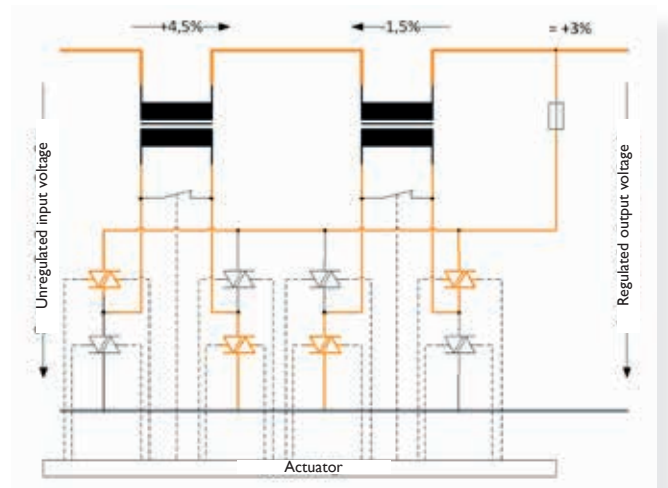 +4,5%
-1,5%
= +3%
Unregulated input voltage
Regulated output voltage
Actuator